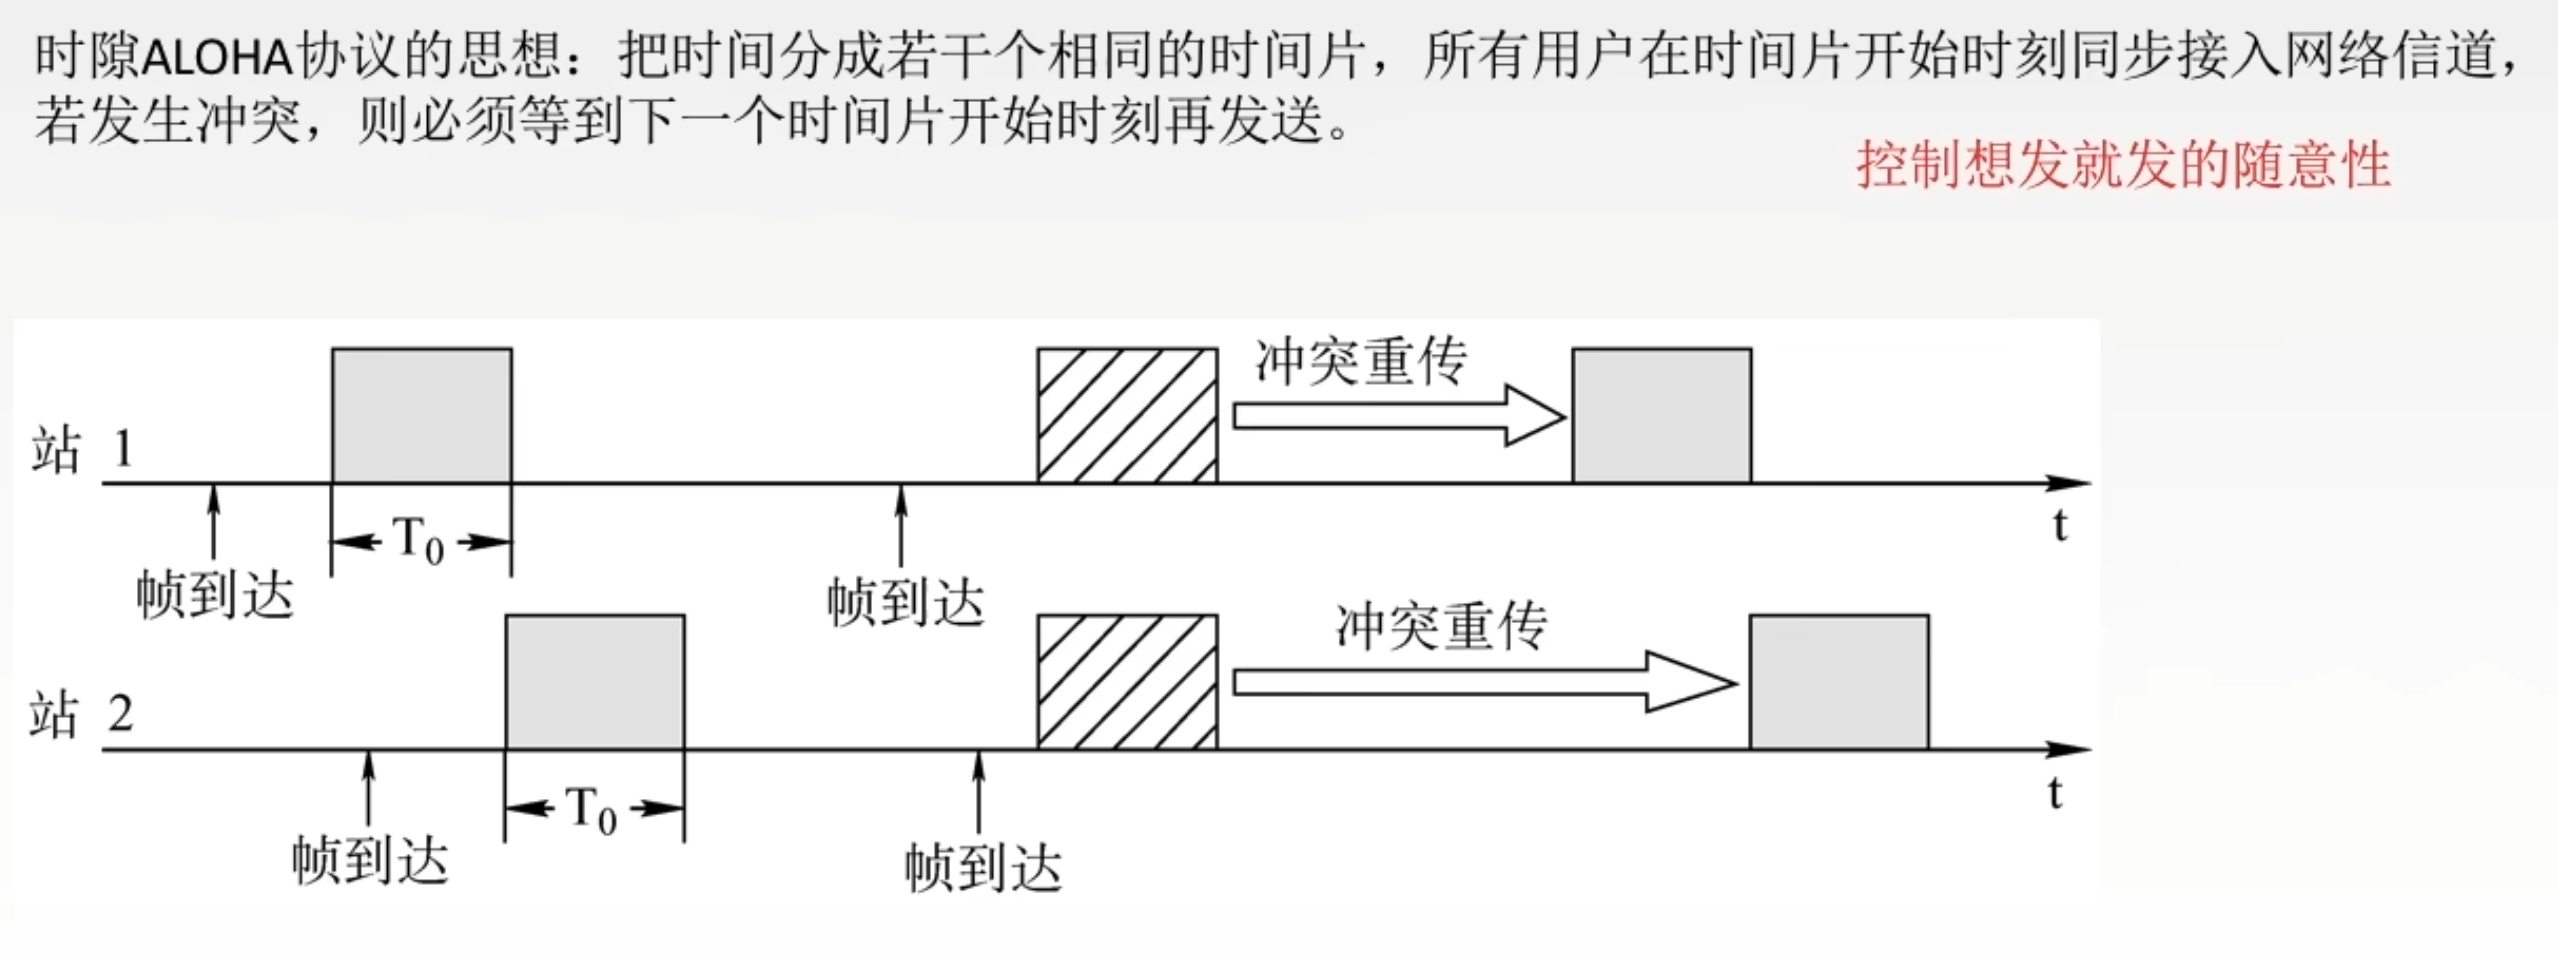 时隙ALOHA协议的思想：把时间分成若干个相同的时间片，所有用户在时间片开始时刻同步接入网络信道，
若发生冲突，则必须等到下一个时间片开始时刻再发送。
控制想发就发的随意性
冲突重传
站 1
T₀
t
帧到达
帧到达
冲突重传
站 2
T₀
t
帧到达
帧到达